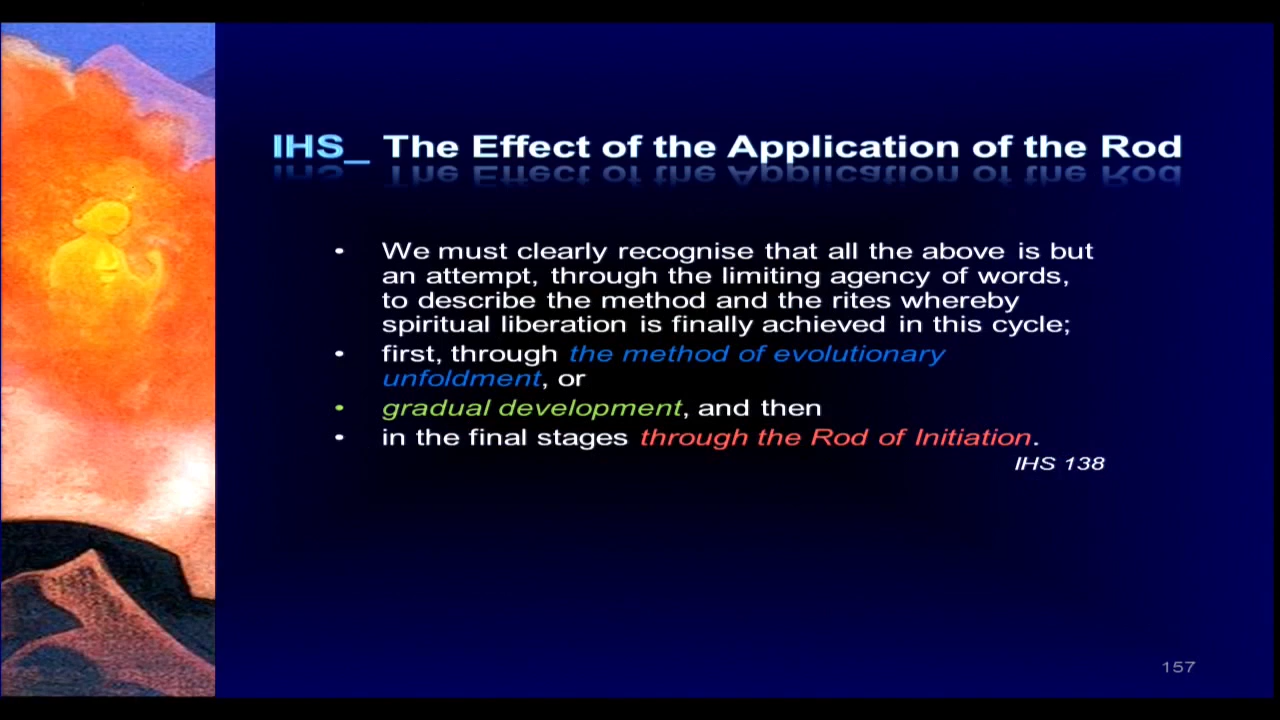 IHS_ The Effect of the Application of the Rod
• We must clearly recognise that all the above is but
an attempt, through the limiting agency of words,
to describe the method and the rites whereby
spiritual liberation is finally achieved in this cycle;
• first, through the method of evolutionary
unfoldment, or
• gradual development, and then
• in the final stages through the Rod of Initiation.
IHS 138
157